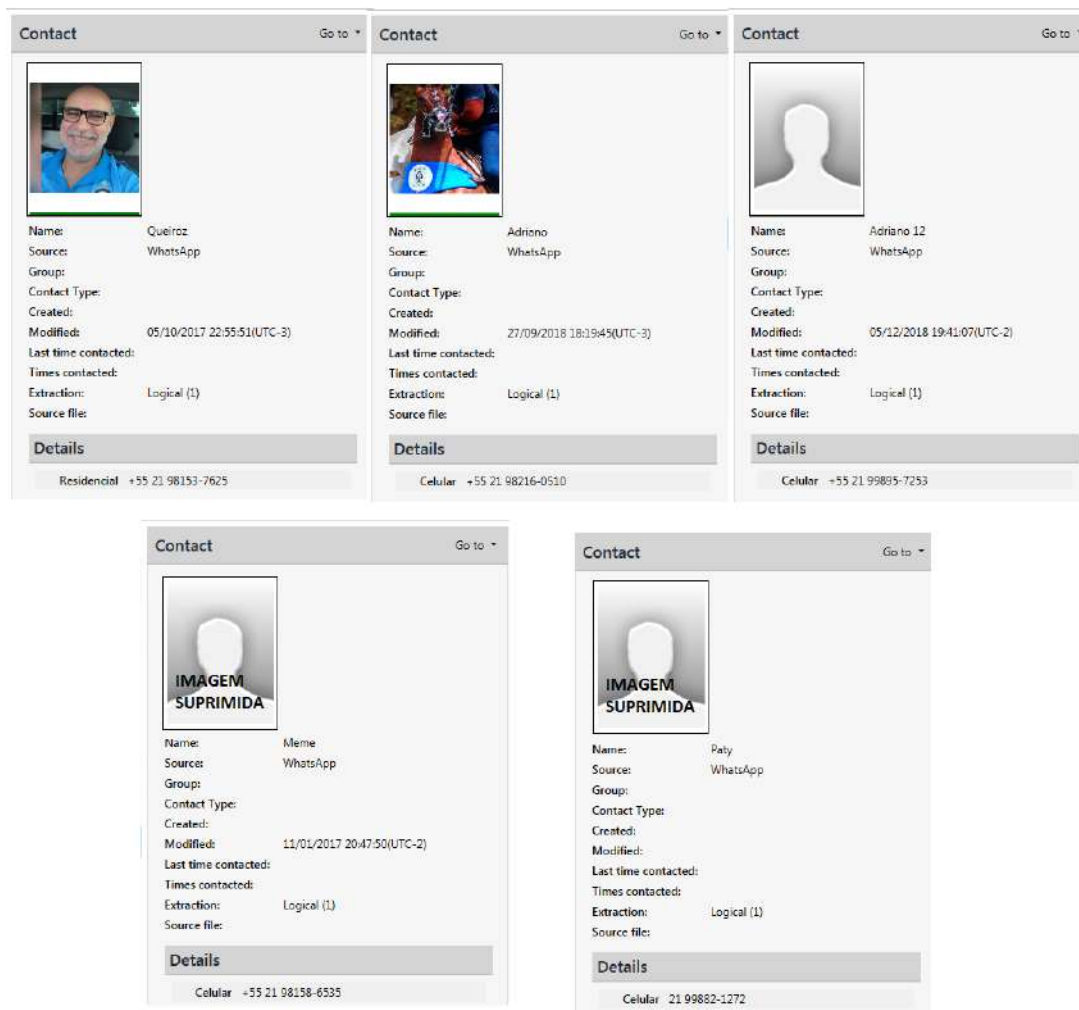 Contact Go to
Name: Queiroz
Source: WhatsApp
Group:
Contact Type:
Created:
Modified: 05/10/2017 22:55:51(UTC-3)
Last time contacted:
Times contacted:
Extraction: Logical (1)
Source file:
Details
Residencial +55 21 98153-7625
Contact Go to
Name: Adriano
Source: WhatsApp
Group:
Contact Type:
Created:
Modified: 27/09/2018 18:19:45(UTC-3)
Last time contacted:
Times contacted:
Extraction: Logical (1)
Source file:
Details
Celular +55 21 98216-0510
Contact Go to
Name: Adriano 12
Source: WhatsApp
Group:
Contact Type:
Created:
Modified: 05/12/2018 19:41:07(UTC-2)
Last time contacted:
Times contacted:
Extraction: Logical (1)
Source file:
Details
Celular +55 21 99895-7253
Contact Go to
IMAGEM
SUPRIMIDA
Name: Meme
Source: WhatsApp
Group:
Contact Type:
Created:
Modified: 11/01/2017 20:47:50(UTC-2)
Last time contacted:
Times contacted:
Extraction: Logical (1)
Source file:
Details
Celular +55 21 98158-6535
Contact Go to
IMAGEM
SUPRIMIDA
Name: Paty
Source: WhatsApp
Group:
Contact Type:
Created:
Modified:
Last time contacted:
Times contacted:
Extraction: Logical (1)
Source file:
Details
Celular 21 99882-1272